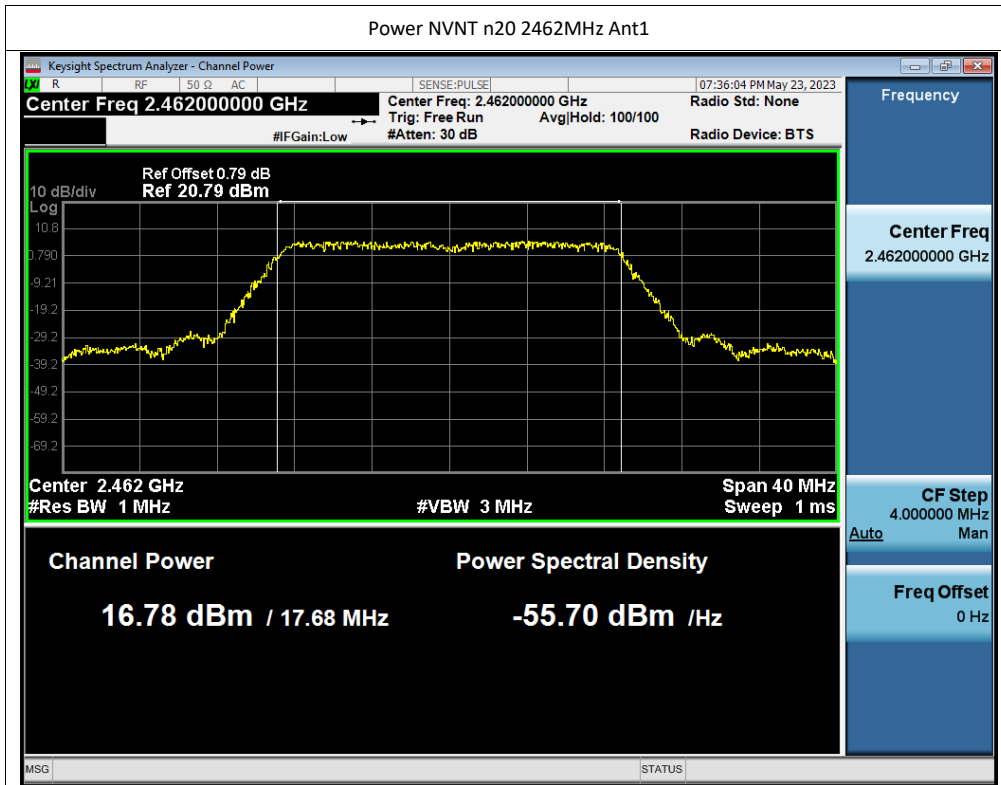 Power NVNT n20 2462MHz Ant1
Keysight Spectrum Analyzer - Channel Power
LXI R RF 50 Ω AC SENSE:PULSE 07:36:04 PM May 23, 2023
Center Freq 2.462000000 GHz
#IFGain:Low
Center Freq: 2.462000000 GHz
Trig: Free Run Avg|Hold: 100/100
#Atten: 30 dB
Radio Std: None
Radio Device: BTS
Ref Offset 0.79 dB
10 dB/div Ref 20.79 dBm
Log
10.8
0.790
-9.21
-19.2
-29.2
-39.2
-49.2
-59.2
-69.2
Center 2.462 GHz Span 40 MHz
#Res BW 1 MHz #VBW 3 MHz Sweep 1 ms
Channel Power Power Spectral Density
16.78 dBm / 17.68 MHz -55.70 dBm /Hz
Frequency
Center Freq
2.462000000 GHz
CF Step
4.000000 MHz
Auto Man
Freq Offset
0 Hz
MSG STATUS